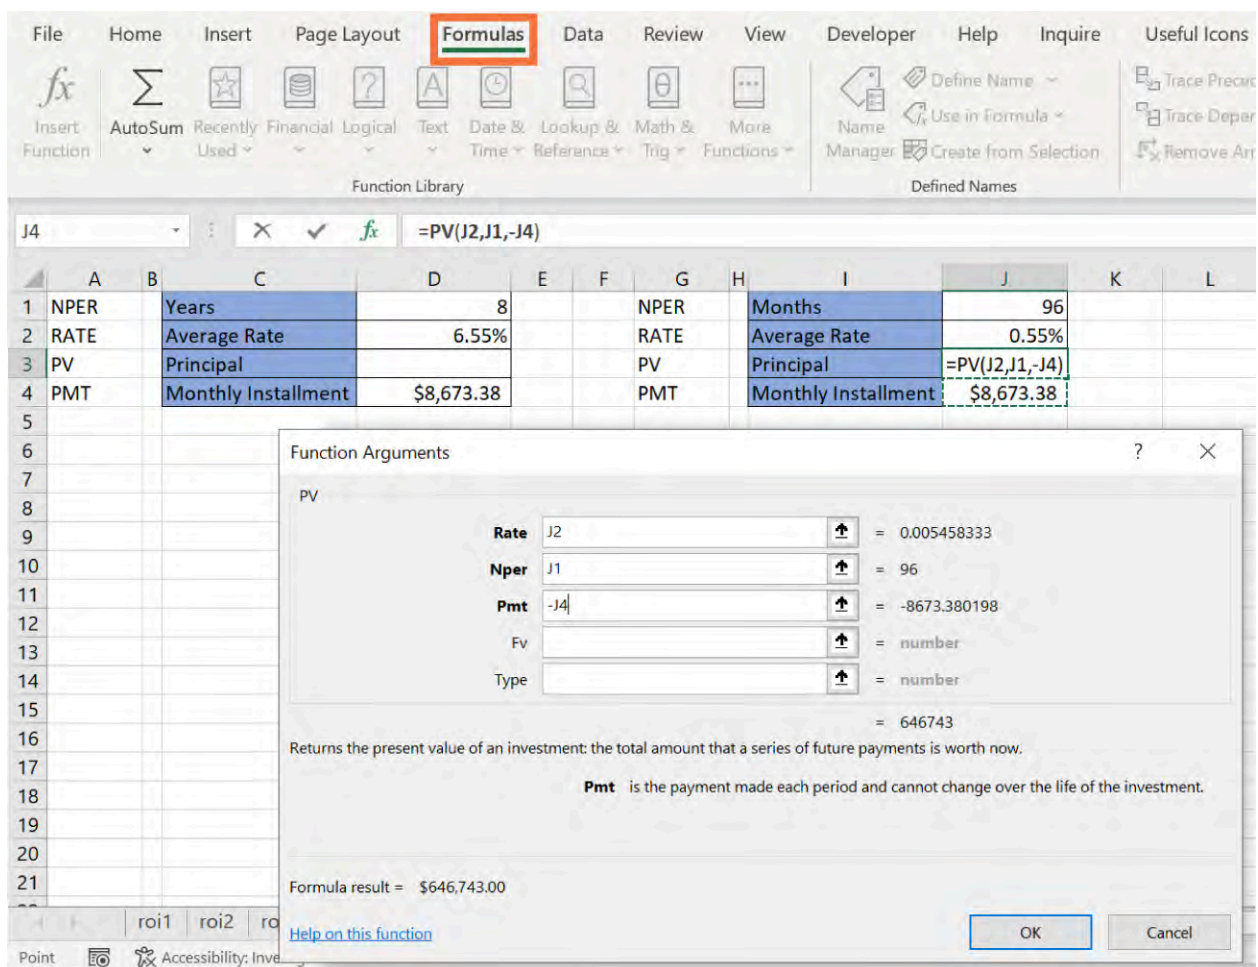 File Home Insert Page Layout Formulas Data Review View Developer Help Inquire Useful Icons
fx Σ ? A θ
Insert Function
AutoSum
Recently Used
Financial
Logical
Text
Date & Time
Lookup & Reference
Math & Trig
More Functions
Name Manager
Define Name
Use in Formula
Create from Selection
Trace
Trace
Remove
Function Library Defined Names
J4 fx =PV(J2,J1,-J4)
A B C D E F G H I J K L
1 NPER Years 8 NPER Months 96
2 RATE Average Rate 6.55% RATE Average Rate 0.55%
3 PV Principal PV Principal =PV(J2,J1,-J4)
4 PMT Monthly Installment $8,673.38 PMT Monthly Installment $8,673.38
5
6
7
8
9
10
11
12
13
14
15
16
17
18
19
20
21
Function Arguments ? ×
PV
Rate J2 = 0.005458333
Nper J1 = 96
Pmt -J4 = -8673.380198
Fv = number
Type = number
= 646743
Returns the present value of an investment: the total amount that a series of future payments is worth now.
Pmt is the payment made each period and cannot change over the life of the investment.
Formula result = $646,743.00
Help on this function OK Cancel
roi1 roi2 ro
Point Accessibility: Inve